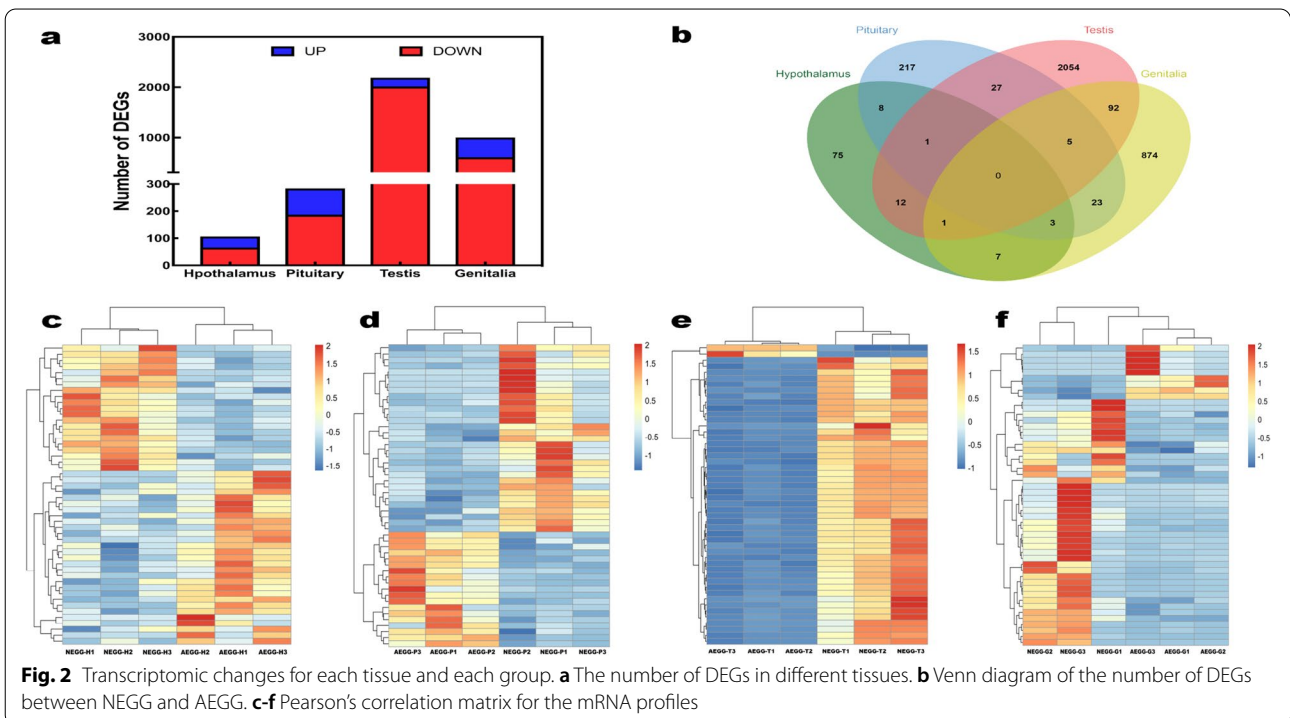 a
3000
2000
1000
300
200
100
0
Number of DEGs
UP
DOWN
Hpothalamus
Pituitary
Testis
Genitalia
b
Pituitary
Testis
Hypothalamus
Genitalia
217
2054
27
8
92
1
5
75
874
0
12
23
1
3
7
c
2
1.5
1
0.5
0
-0.5
-1
-1.5
NEGG-H1
NEGG-H2
NEGG-H3
AEGG-H2
AEGG-H1
AEGG-H3
d
2
1.5
1
0.5
0
-0.5
-1
AEGG-P3
AEGG-P1
AEGG-P2
NEGG-P2
NEGG-P1
NEGG-P3
e
1.5
1
0.5
0
-0.5
-1
AEGG-T3
AEGG-T1
AEGG-T2
NEGG-T1
NEGG-T2
NEGG-T3
f
2
1.5
1
0.5
0
-0.5
-1
NEGG-G2
NEGG-G3
NEGG-G1
AEGG-G3
AEGG-G1
AEGG-G2
Fig. 2 Transcriptomic changes for each tissue and each group. a The number of DEGs in different tissues. b Venn diagram of the number of DEGs
between NEGG and AEGG. c-f Pearson’s correlation matrix for the mRNA profiles